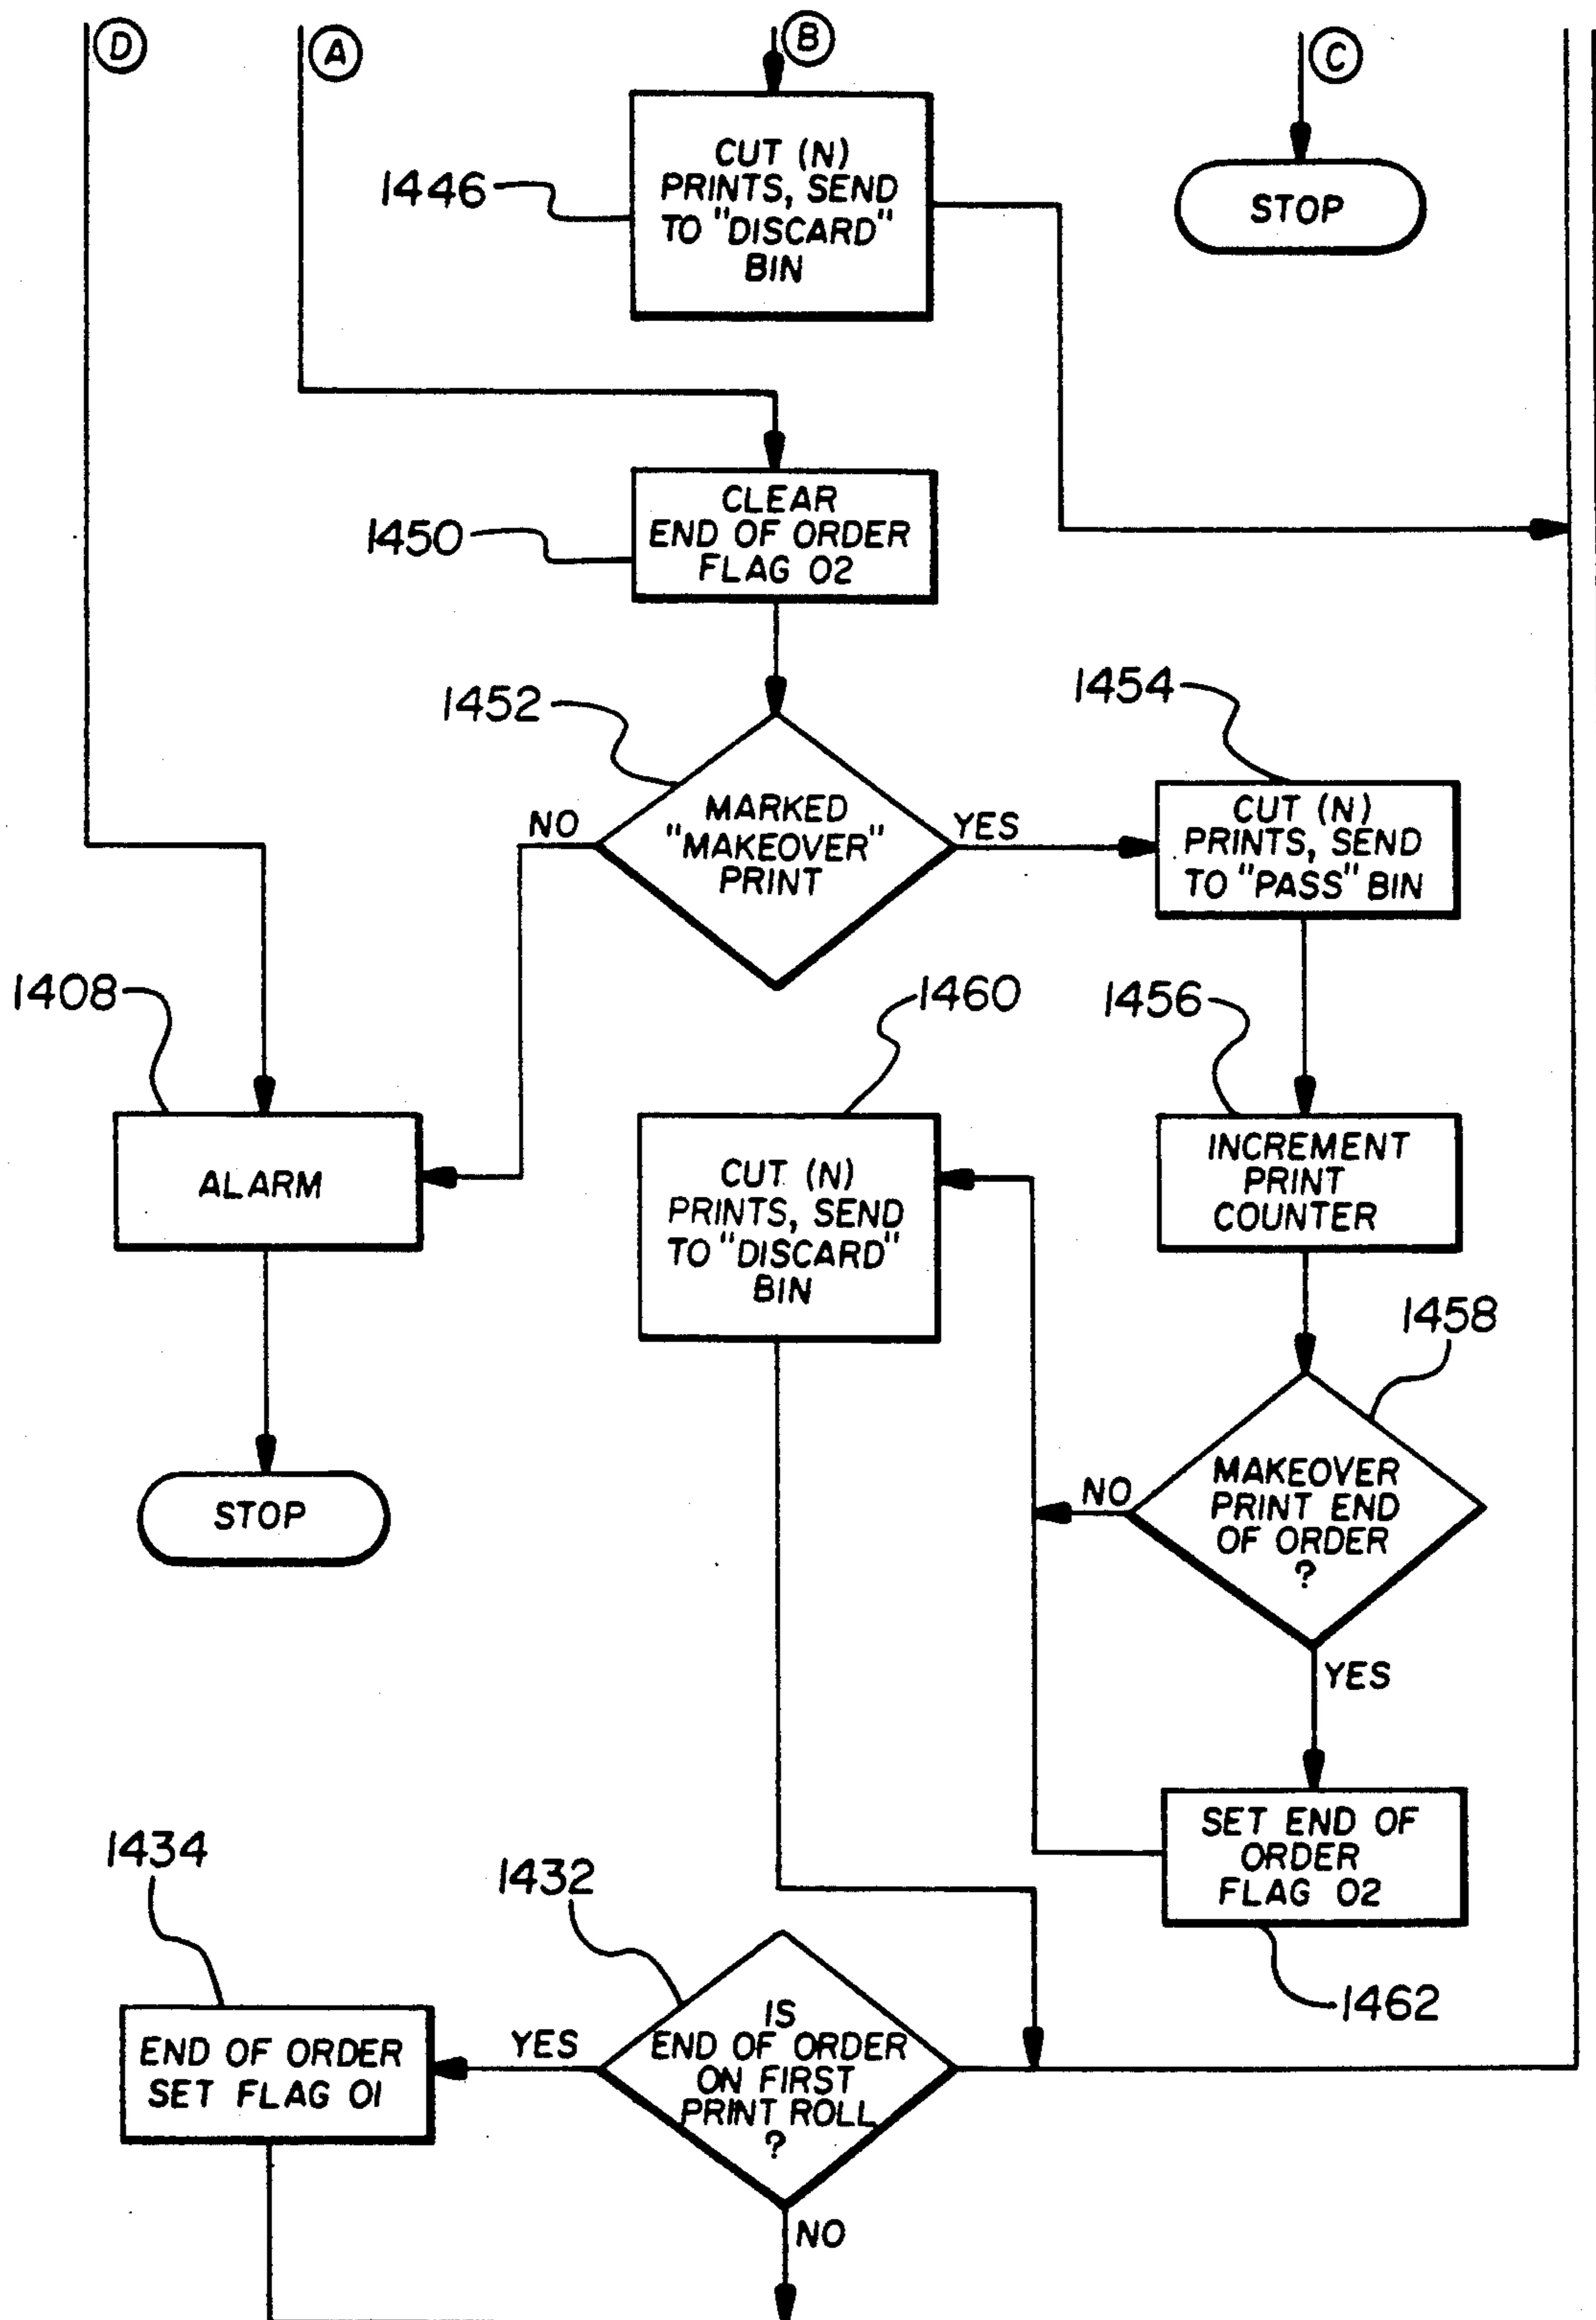 D
A
B
C
1446
CUT (N)
PRINTS, SEND
TO "DISCARD"
BIN
STOP
1450
CLEAR
END OF ORDER
FLAG 02
1452
MARKED
"MAKEOVER"
PRINT
NO
YES
1454
CUT (N)
PRINTS, SEND
TO "PASS" BIN
1408
ALARM
STOP
1460
CUT (N)
PRINTS, SEND
TO "DISCARD"
BIN
1456
INCREMENT
PRINT
COUNTER
1458
MAKEOVER
PRINT END
OF ORDER
?
NO
YES
SET END OF
ORDER
FLAG 02
1462
1434
END OF ORDER
SET FLAG 01
1432
IS
END OF ORDER
ON FIRST
PRINT ROLL
?
YES
NO